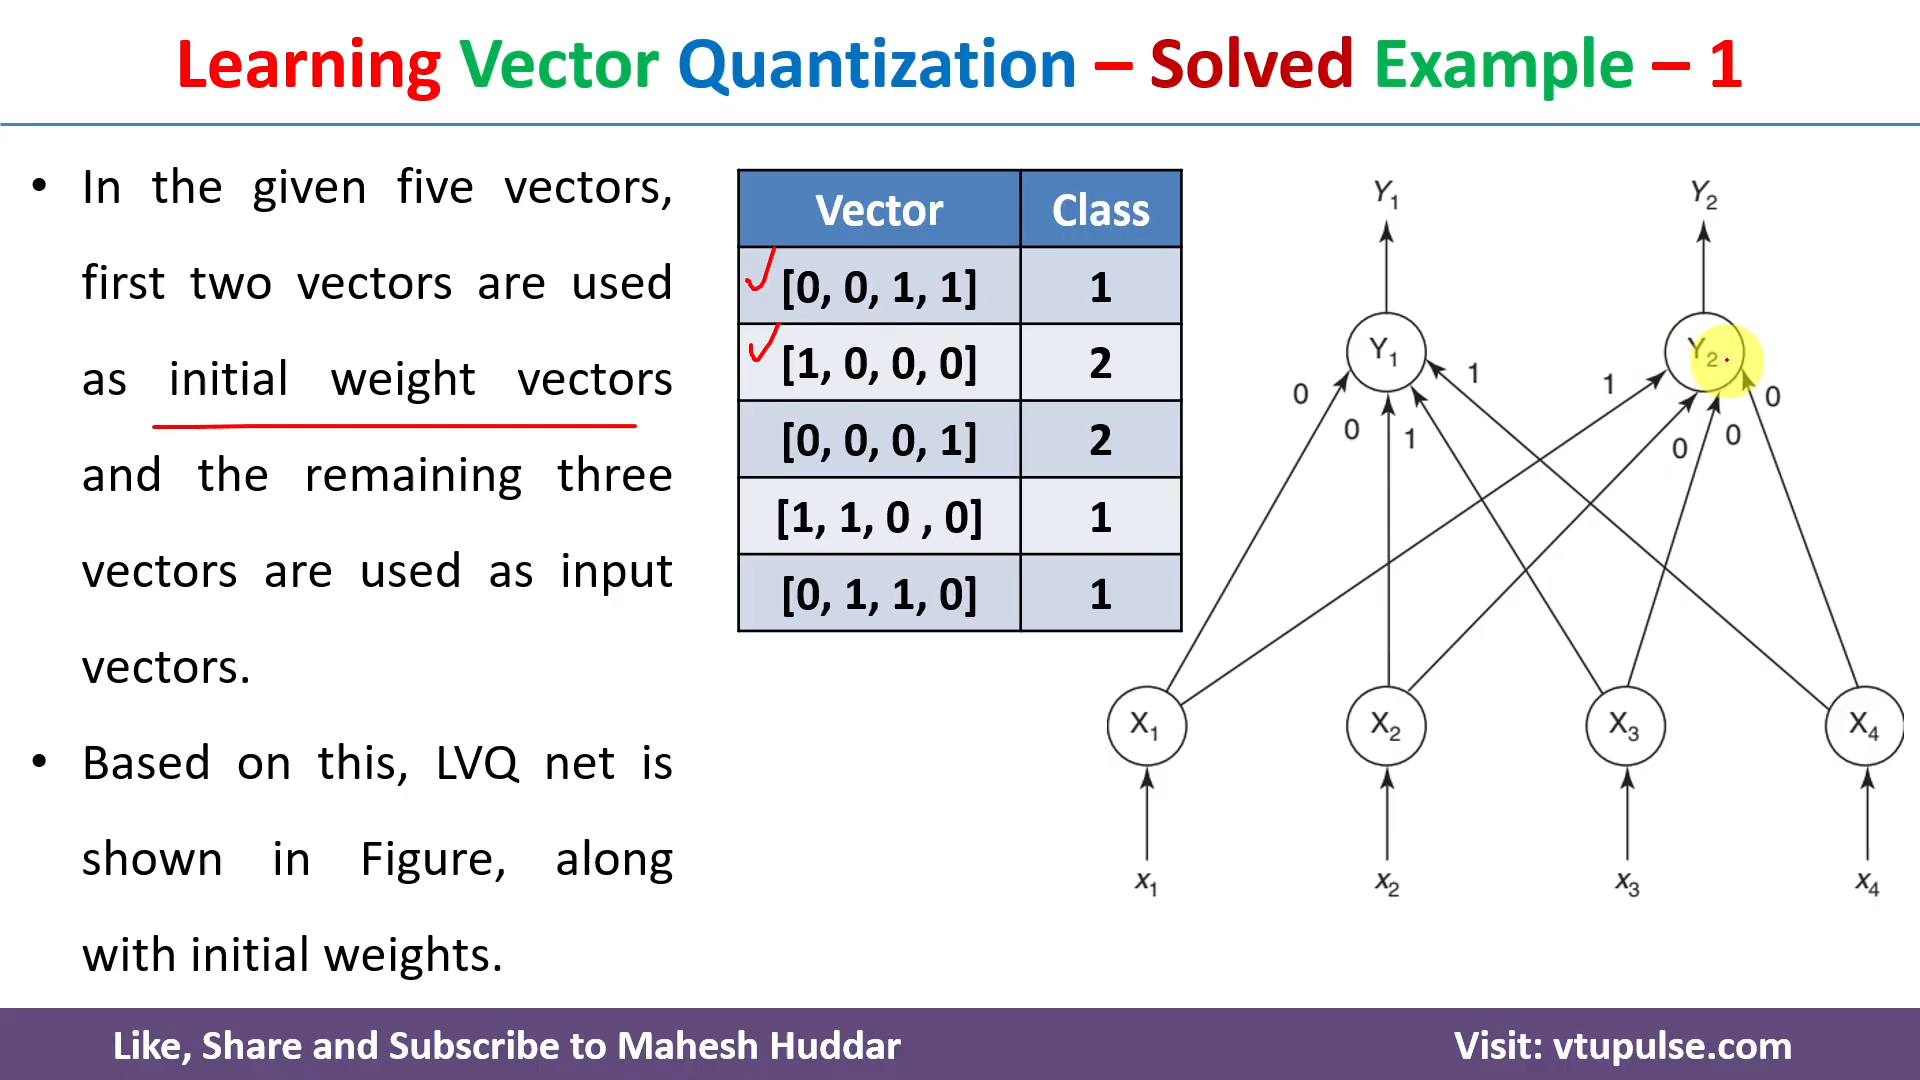 Learning Vector Quantization – Solved Example – 1
• In the given five vectors,
first two vectors are used
as initial weight vectors
and the remaining three
vectors are used as input
vectors.
• Based on this, LVQ net is
shown in Figure, along
with initial weights.
Vector Class
[0, 0, 1, 1] 1
[1, 0, 0, 0] 2
[0, 0, 0, 1] 2
[1, 1, 0 , 0] 1
[0, 1, 1, 0] 1
Y1 Y2
Y1 Y2
0 0 1 1 1 0 0 0
X1 X2 X3 X4
x1 x2 x3 x4
Like, Share and Subscribe to Mahesh Huddar
Visit: vtupulse.com